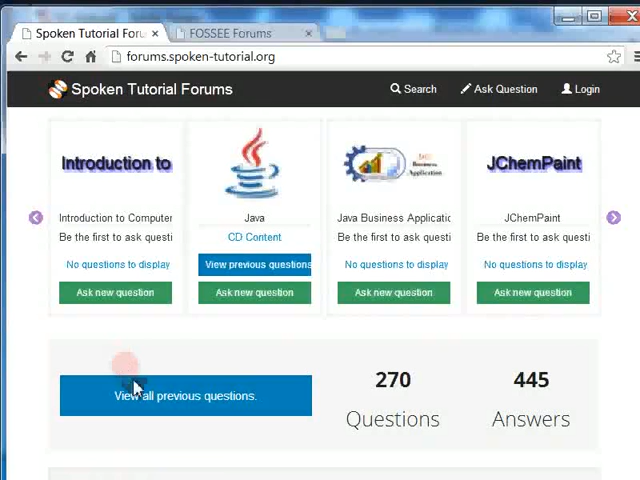 Spoken Tutorial Foru
FOSSEE Forums
forums.spoken-tutorial.org
Spoken Tutorial Forums
Search
Ask Question
Login
Introduction to
JChemPaint
Introduction to Computer
Java
Java Business Applicatic
JChemPaint
Be the first to ask questi
CD Content
Be the first to ask questi
Be the first to ask questi
No questions to display
View previous questions
No questions to display
No questions to display
Ask new question
Ask new question
Ask new question
Ask new question
View all previous questions.
270
445
Questions
Answers